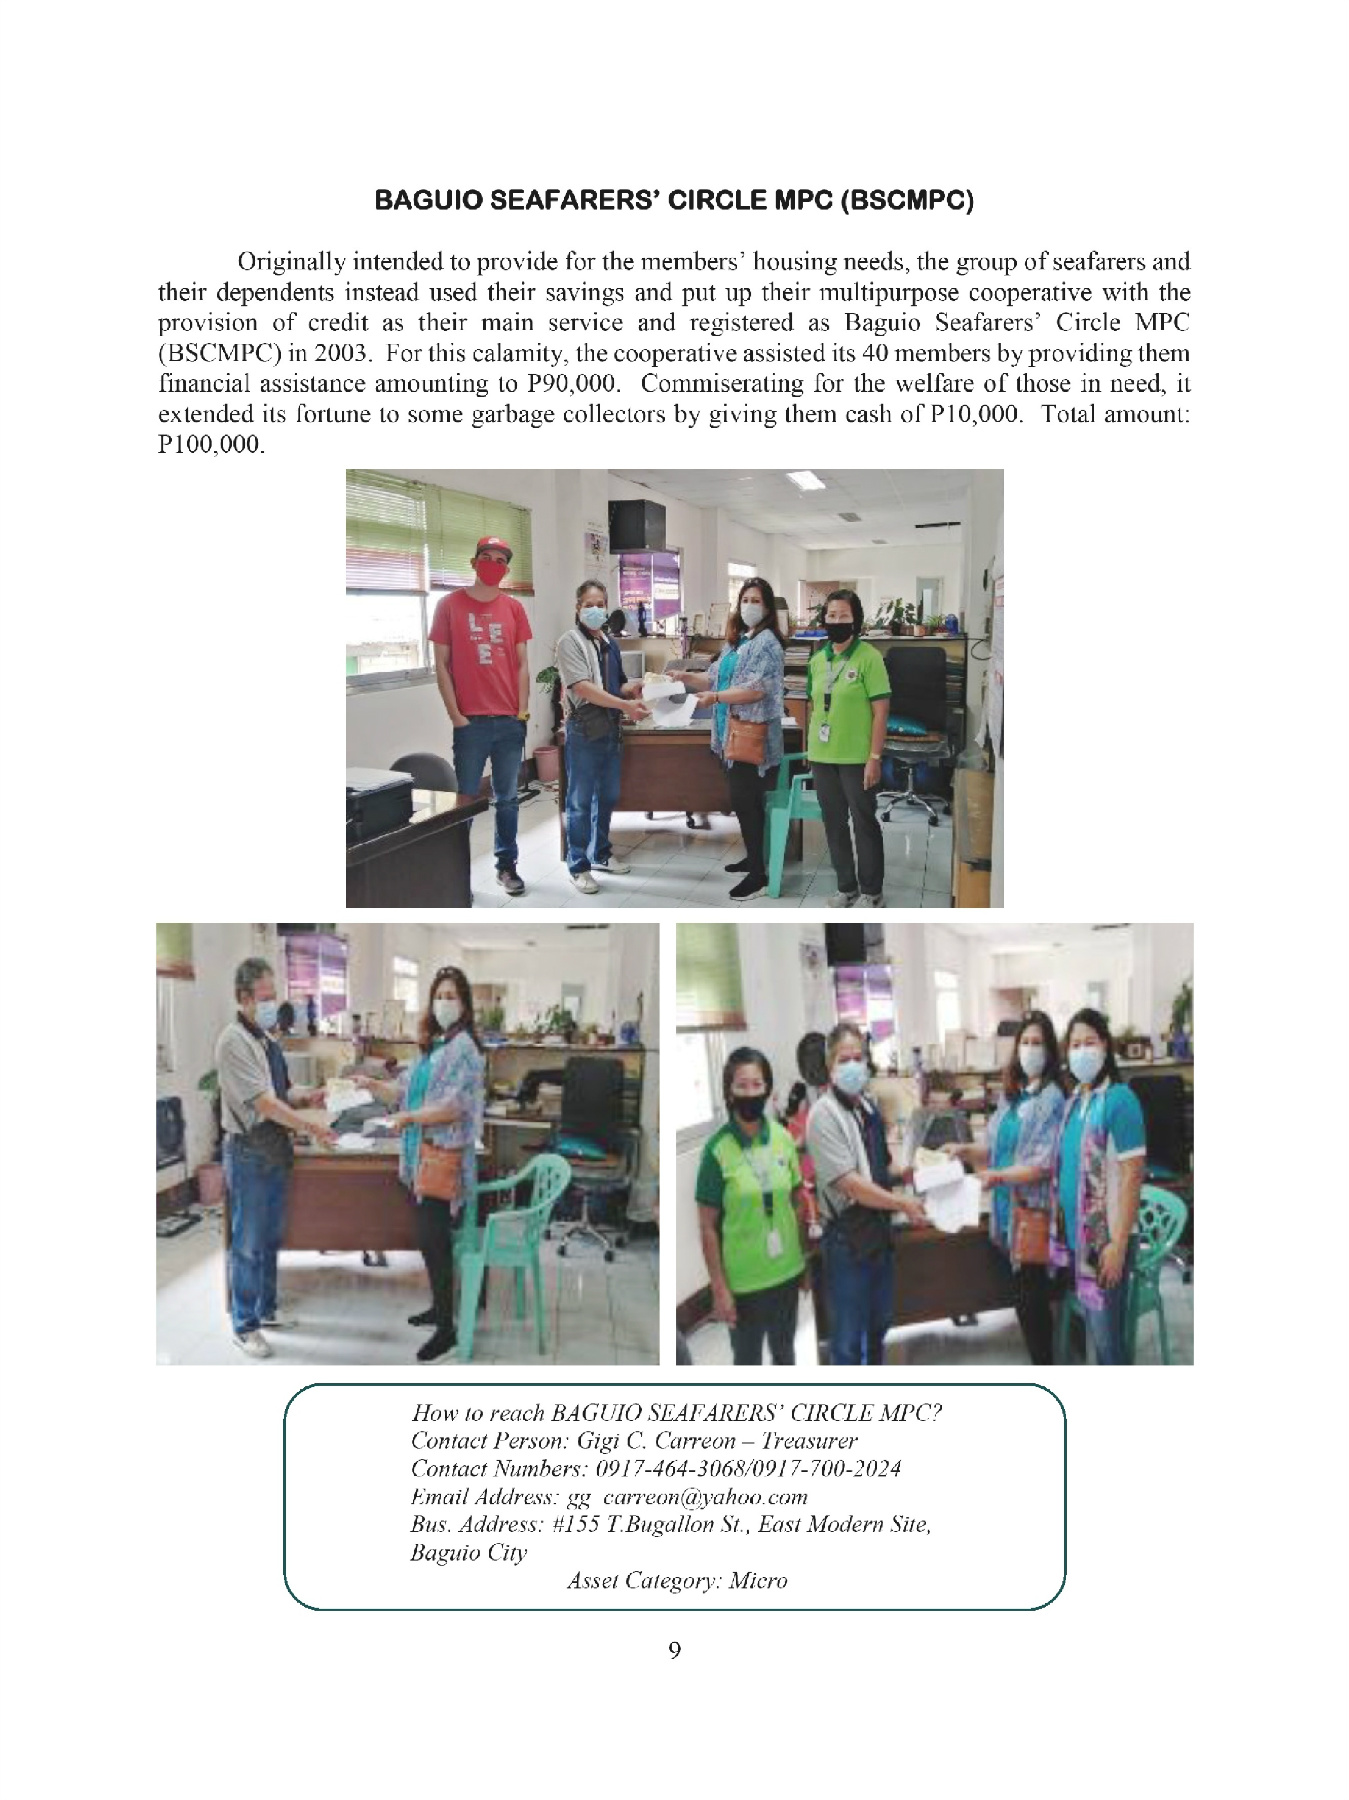 BAGUIO SEAFARERS' CIRCLE MPC (BSCMPC)
Originally intended to provide for the members' housing needs, the group of seafarers and
their dependents instead used their savings and put up their multipurpose cooperative with the
provision of credit as their main service and registered as Baguio Seafarers' Circle MPC
(BSCMPC) in 2003. For this calamity, the cooperative assisted its 40 members by providing them
financial assistance amounting to P90,000. Commiserating for the welfare of those in need, it
extended its fortune to some garbage collectors by giving them cash of P10,000. Total amount:
P100,000.
LEE
How to reach BAGUIO SEAFARERS' CIRCLE MPC?
Contact Person: Gigi C. Carreon – Treasurer
Contact Numbers: 0917-464-3068/0917-700-2024
Email Address: gg_carreon@yahoo.com
Bus. Address: #155 T.Bugallon St., East Modern Site,
Baguio City
Asset Category: Micro
9